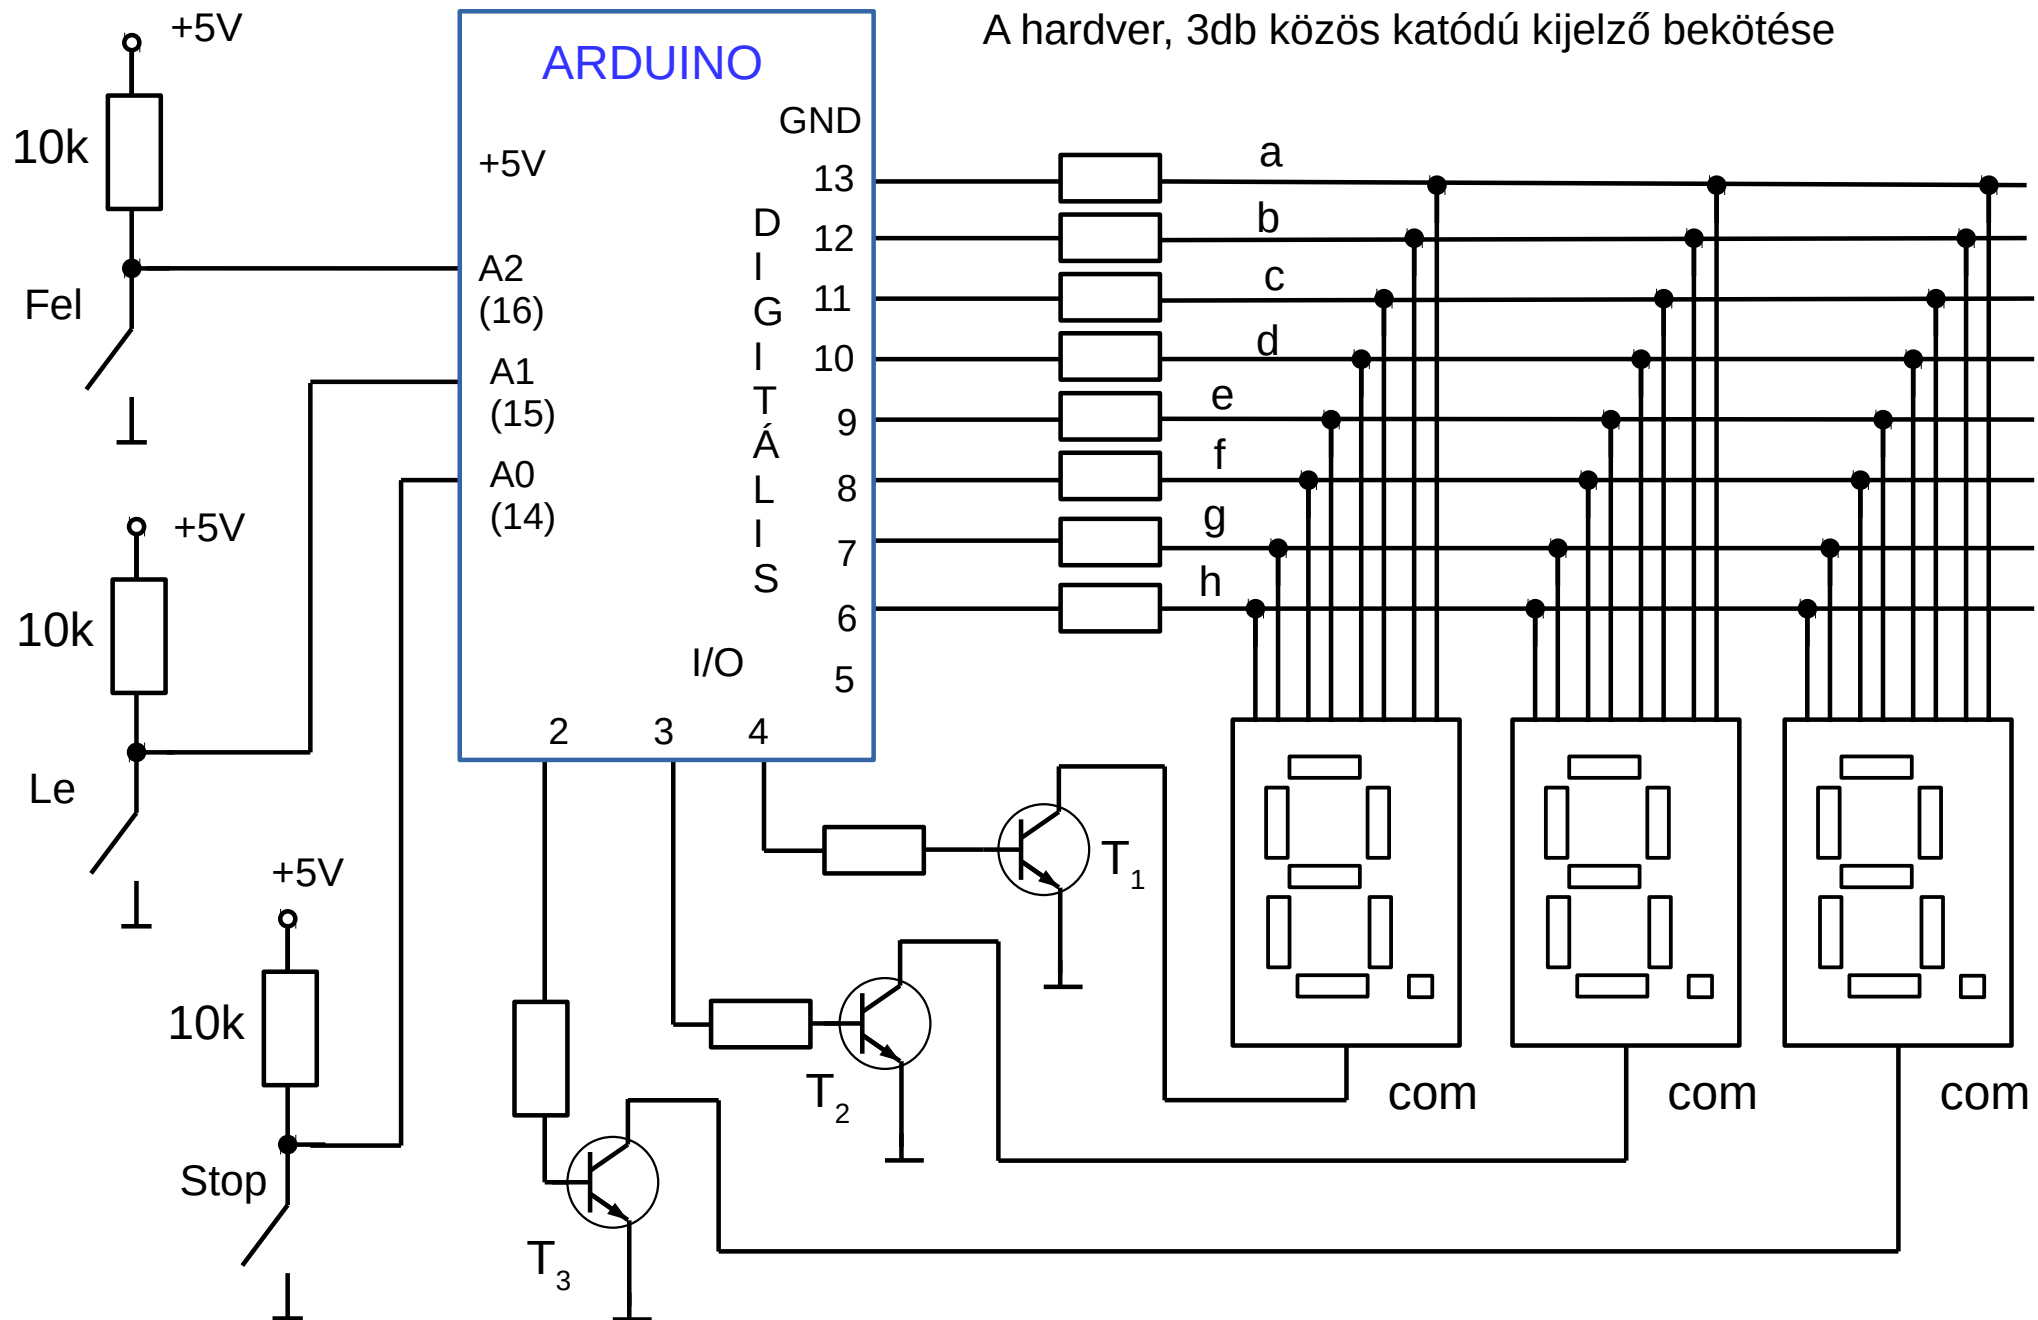 A hardver, 3db közös katódú kijelző bekötése
+5V
10k
Fel
+5V
10k
Le
+5V
10k
Stop
ARDUINO
+5V
A2
(16)
A1
(15)
A0
(14)
DIGITÁLIS
I/O
GND
13
12
11
10
9
8
7
6
5
2
3
4
a
b
c
d
e
f
g
h
T1
T2
T3
com
com
com